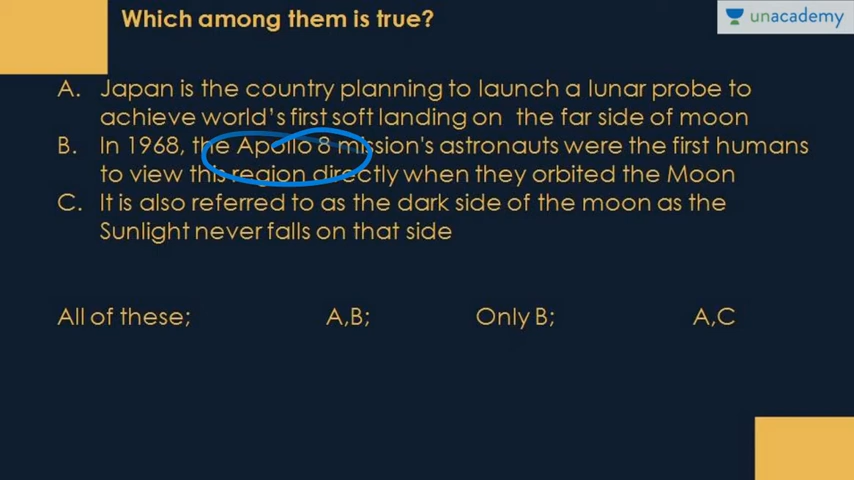 Which among them is true?
unacademy
A. Japan is the country planning to launch a lunar probe to
achieve world's first soft landing on the far side of moon
B. In 1968, the Apollo 8 mission's astronauts were the first humans
to view this region directly when they orbited the Moon
C. It is also referred to as the dark side of the moon as the
Sunlight never falls on that side
All of these; A,B; Only B; A,C